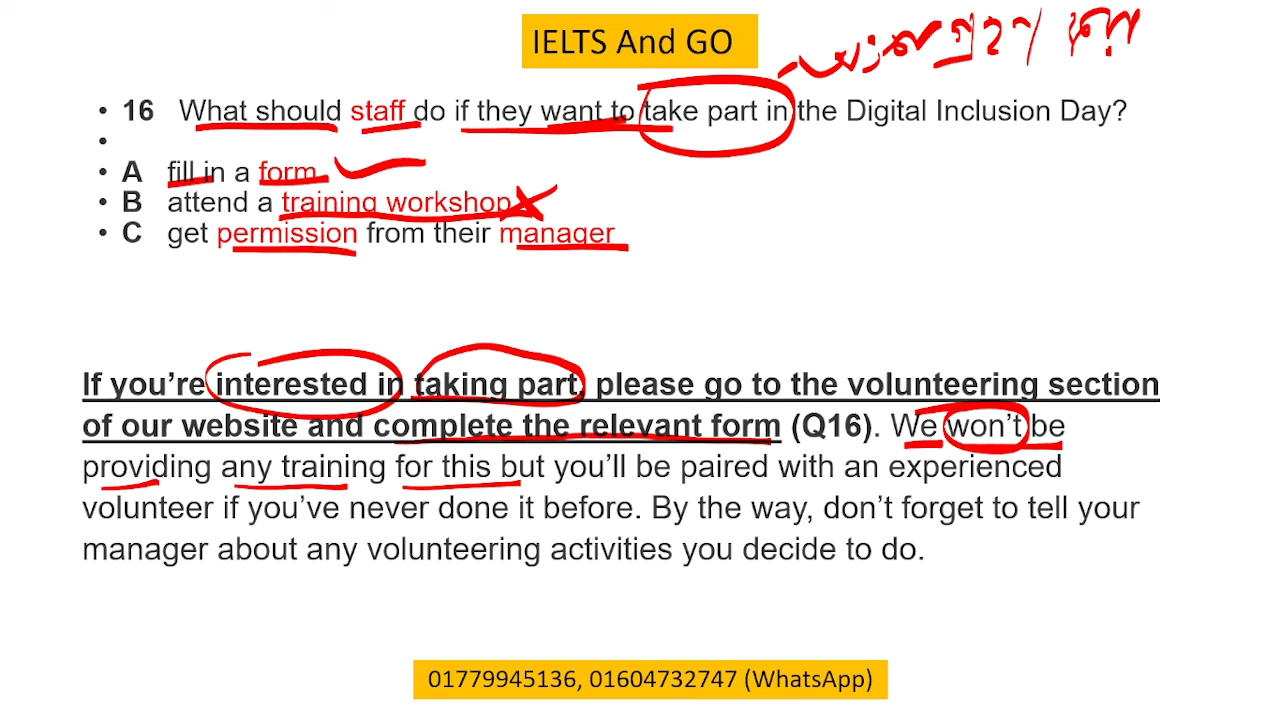 IELTS And GO
অংশগ্রহণ করা
• 16 What should staff do if they want to take part in the Digital Inclusion Day?
•
• A fill in a form
• B attend a training workshop
• C get permission from their manager
If you’re interested in taking part, please go to the volunteering section
of our website and complete the relevant form (Q16). We won’t be
providing any training for this but you’ll be paired with an experienced
volunteer if you’ve never done it before. By the way, don’t forget to tell your
manager about any volunteering activities you decide to do.
01779945136, 01604732747 (WhatsApp)